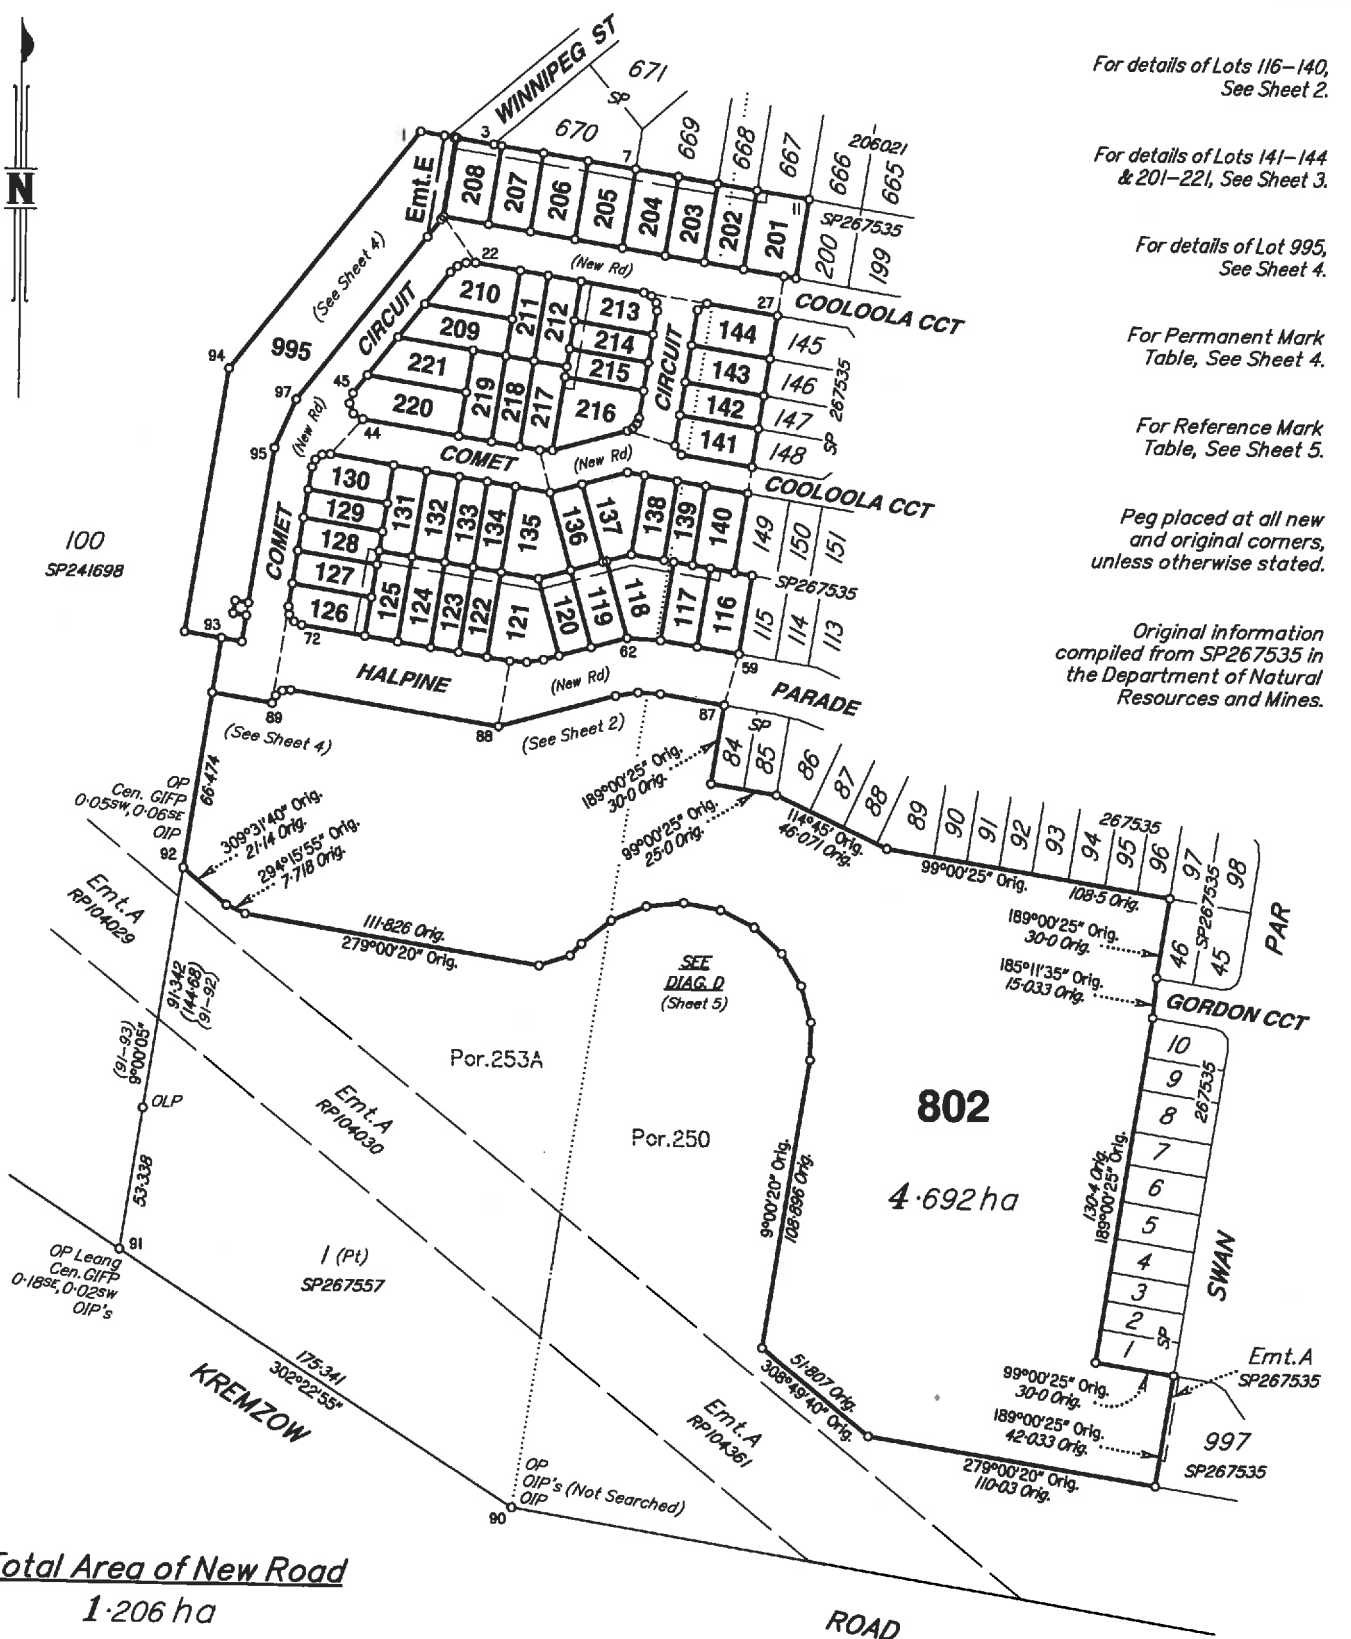 N
WINNIPEG ST
671
SP
670
669
668
667
666
206021
665
For details of Lots 116–140,
See Sheet 2.
For details of Lots 141–144
& 201–221, See Sheet 3.
For details of Lot 995,
See Sheet 4.
For Permanent Mark
Table, See Sheet 4.
For Reference Mark
Table, See Sheet 5.
Peg placed at all new
and original corners,
unless otherwise stated.
Original information
compiled from SP267535 in
the Department of Natural
Resources and Mines.
1
3
7
11
Emt.E
208
207
206
205
204
203
202
201
SP267535
200
199
(New Rd)
COOLOOLA CCT
(See Sheet 4)
22
27
CIRCUIT
210
211
212
213
209
214
221
215
219
218
217
220
216
CIRCUIT
144
145
143
146
142
147
141
148
SP 267535
94
995
97
45
44
95
(New Rd)
COMET
(New Rd)
COOLOOLA CCT
130
129
128
127
126
131
132
133
134
135
136
137
138
139
140
149
150
151
SP267535
125
124
123
122
121
120
119
118
117
116
115
114
113
COMET
100
SP241698
93
72
62
59
HALPINE
(New Rd)
PARADE
89
(See Sheet 4)
88
(See Sheet 2)
87
SP
84
85
86
87
88
89
90
91
92
93
94
95
96
97
98
267535
SP267535
46
45
PAR
189°00'25" Orig.
30·0 Orig.
99°00'25" Orig.
25·0 Orig.
114°45' Orig.
46·071 Orig.
99°00'25" Orig.
108·5 Orig.
189°00'25" Orig.
30·0 Orig.
185°11'35" Orig.
15·033 Orig.
GORDON CCT
66·474
OP
Cen. GIFP
0·05SW, 0·06SE
OIP
92
309°31'40" Orig.
21·14 Orig.
294°15'55" Orig.
7·718 Orig.
111·826 Orig.
279°00'20" Orig.
Emt.A
RP104029
91·342
(144·68)
(91–92)
(91–93)
9°00'05"
OLP
53·338
91
OP Leang
Cen. GIFP
0·18SE, 0·02SW
OIP's
SEE
DIAG. D
(Sheet 5)
Por.253A
Emt.A
RP104030
Por.250
802
4·692 ha
9°00'20" Orig.
108·896 Orig.
130·4 Orig.
189°00'25" Orig.
10
9
8
7
6
5
4
3
2
1
267535
SP
SWAN
1 (Pt)
SP267557
51·807 Orig.
308°49'40" Orig.
99°00'25" Orig.
30·0 Orig.
189°00'25" Orig.
42·033 Orig.
Emt.A
SP267535
997
SP267535
279°00'20" Orig.
110·03 Orig.
175·341
302°22'55"
KREMZOW
Emt.A
RP104361
OP
OIP's (Not Searched)
OIP
90
ROAD
otal Area of New Road
1·206 ha